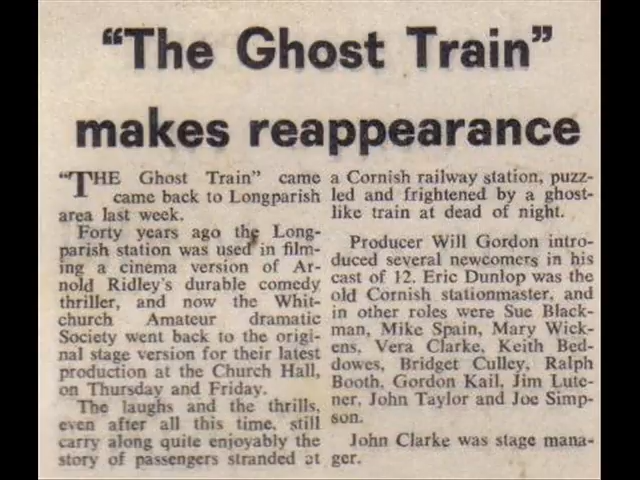 “The Ghost Train”
makes reappearance
“THE Ghost Train” came
came back to Longparish
area last week.
Forty years ago the Long-
parish station was used in film-
ing a cinema version of Ar-
nold Ridley's durable comedy
thriller, and now the Whit-
church Amateur dramatic
Society went back to the origi-
nal stage version for their latest
production at the Church Hall,
on Thursday and Friday.
The laughs and the thrills,
even after all this time, still
carry along quite enjoyably the
story of passengers stranded at
a Cornish railway station, puzz-
led and frightened by a ghost-
like train at dead of night.
Producer Will Gordon intro-
duced several newcomers in his
cast of 12. Eric Dunlop was the
old Cornish stationmaster, and
in other roles were Sue Black-
man, Mike Spain, Mary Wick-
ens, Vera Clarke, Keith Bed-
dowes, Bridget Culley, Ralph
Booth, Gordon Kail, Jim Lute-
ner, John Taylor and Joe Simp-
son.
John Clarke was stage mana-
ger.